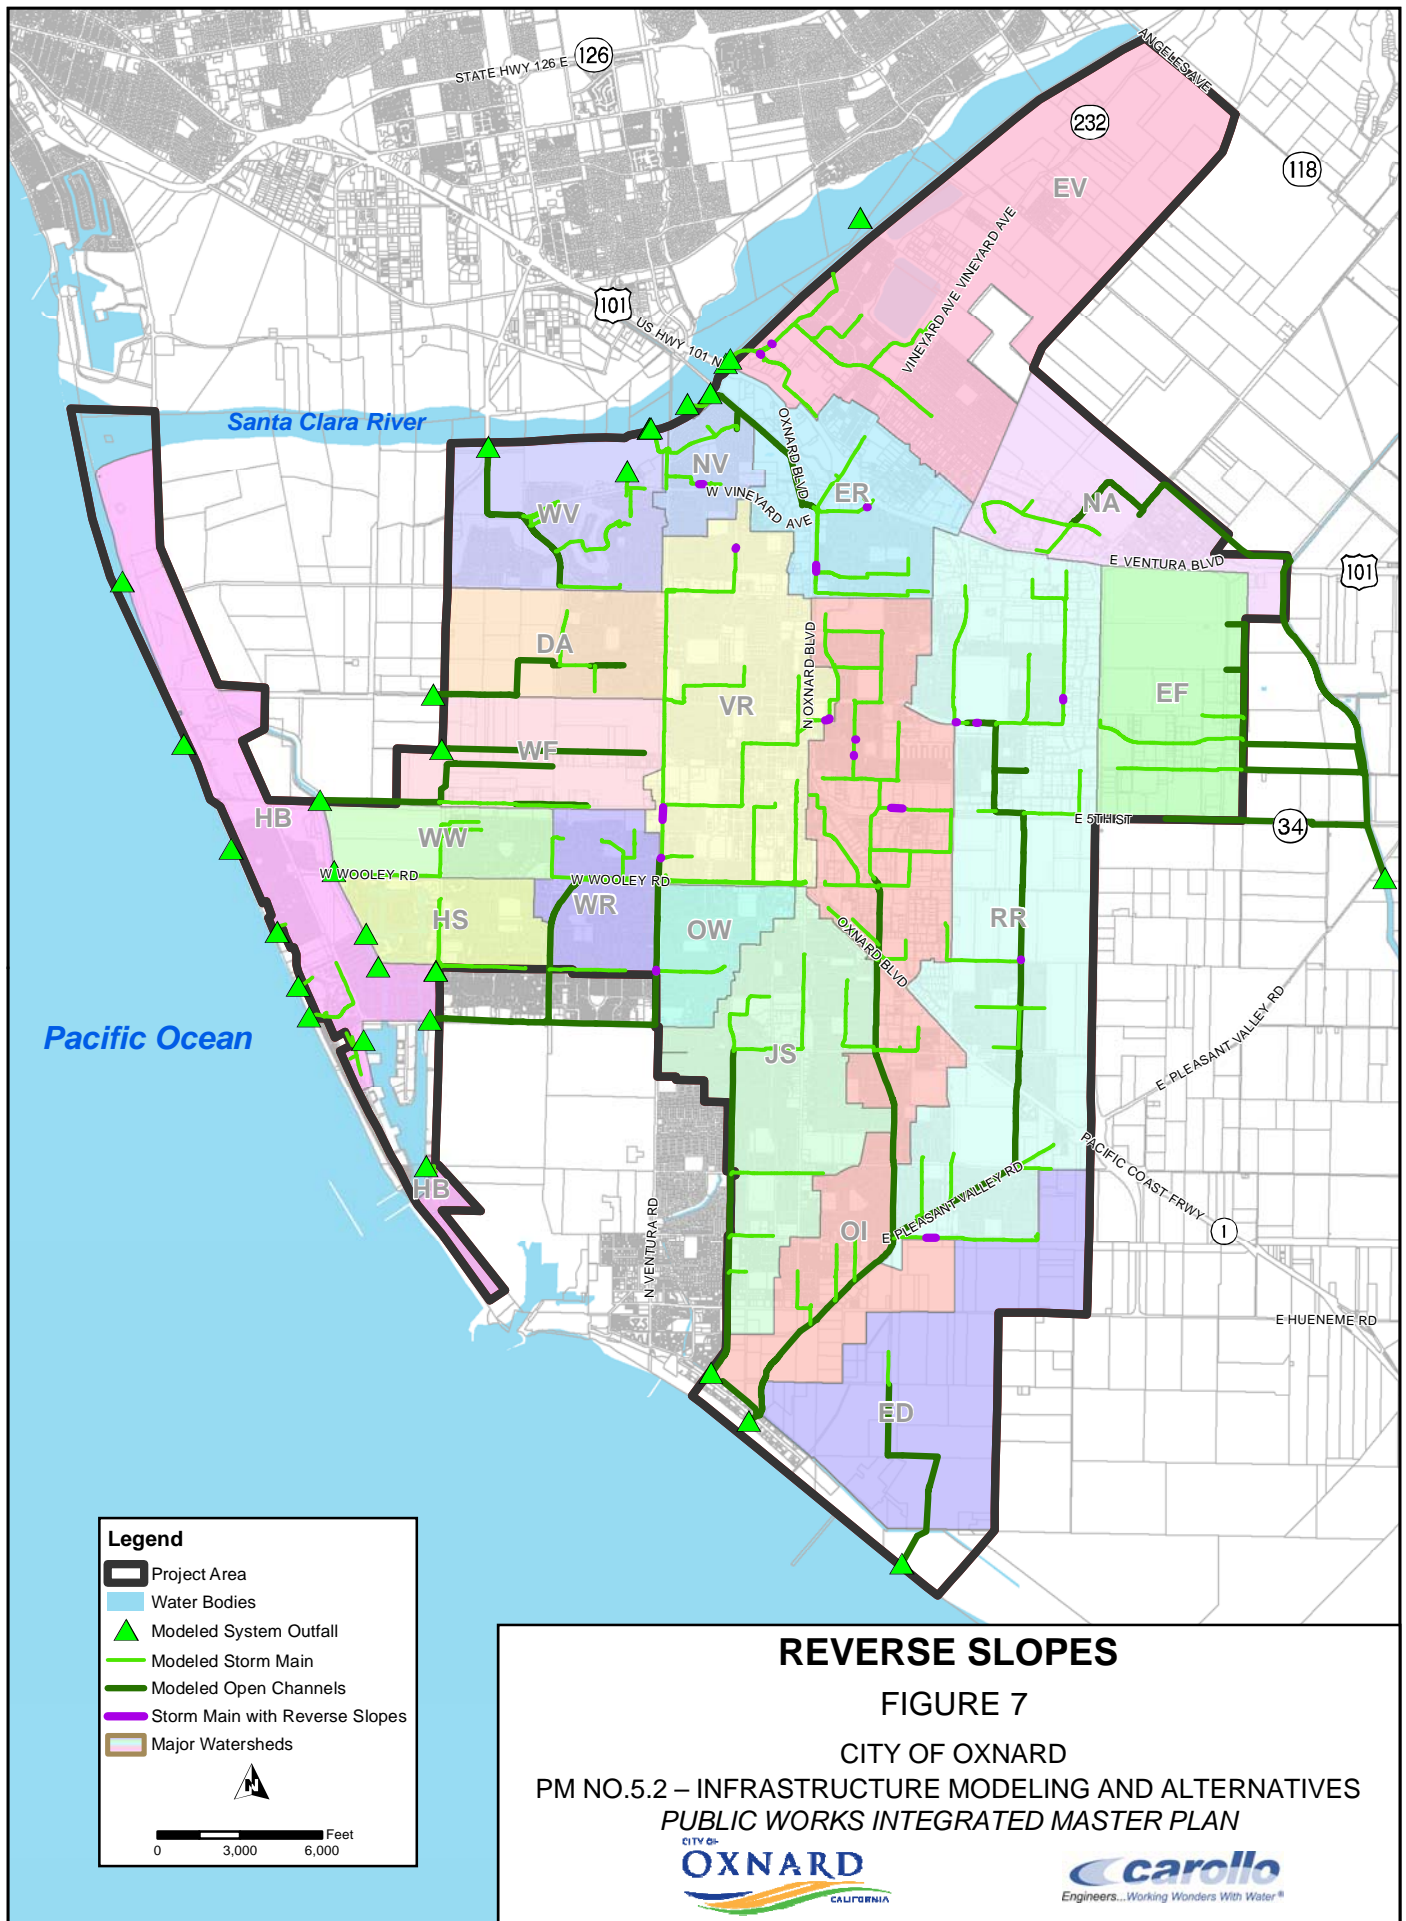 ANGELES AVE
126
STATE HWY 126 E
232
118
EV
VINEYARD AVE VINEYARD AVE
101
US HWY 101 N
Santa Clara River
OXNARD BLVD
NV
W VINEYARD AVE
ER
NA
WV
E VENTURA BLVD
101
DA
N OXNARD BLVD
EF
VR
WF
HB
WW
E 5TH ST
34
W WOOLEY RD
W WOOLEY RD
WR
HS
OW
RR
OXNARD BLVD
Pacific Ocean
JS
E PLEASANT VALLEY RD
PACIFIC COAST FRWY
HB
N VENTURA RD
E PLEASANT VALLEY RD
OI
1
E HUENEME RD
ED
Legend
Project Area
Water Bodies
Modeled System Outfall
Modeled Storm Main
Modeled Open Channels
Storm Main with Reverse Slopes
Major Watersheds
N
Feet
0 3,000 6,000
REVERSE SLOPES
FIGURE 7
CITY OF OXNARD
PM NO.5.2 – INFRASTRUCTURE MODELING AND ALTERNATIVES
PUBLIC WORKS INTEGRATED MASTER PLAN
CITY OF
OXNARD
CALIFORNIA
carollo
Engineers...Working Wonders With Water ®